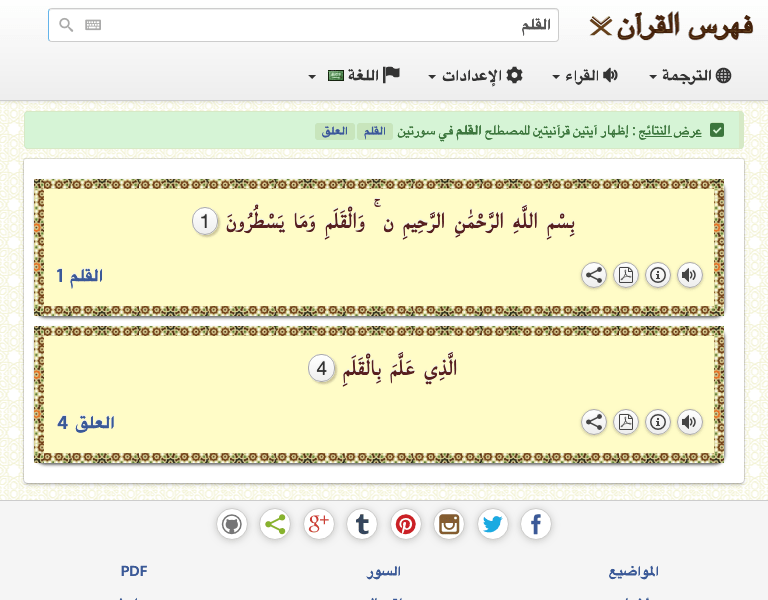 فهرس القرآن
القلم
الترجمة
القراء
الإعدادات
اللغة
عرض النتائج : إظهار آيتين قرآنيتين للمصطلح القلم في سورتين القلم العلق
بِسْمِ اللَّهِ الرَّحْمَٰنِ الرَّحِيمِ ن ۚ وَالْقَلَمِ وَمَا يَسْطُرُونَ 1
القلم 1
الَّذِي عَلَّمَ بِالْقَلَمِ 4
العلق 4
المواضيع
السور
PDF